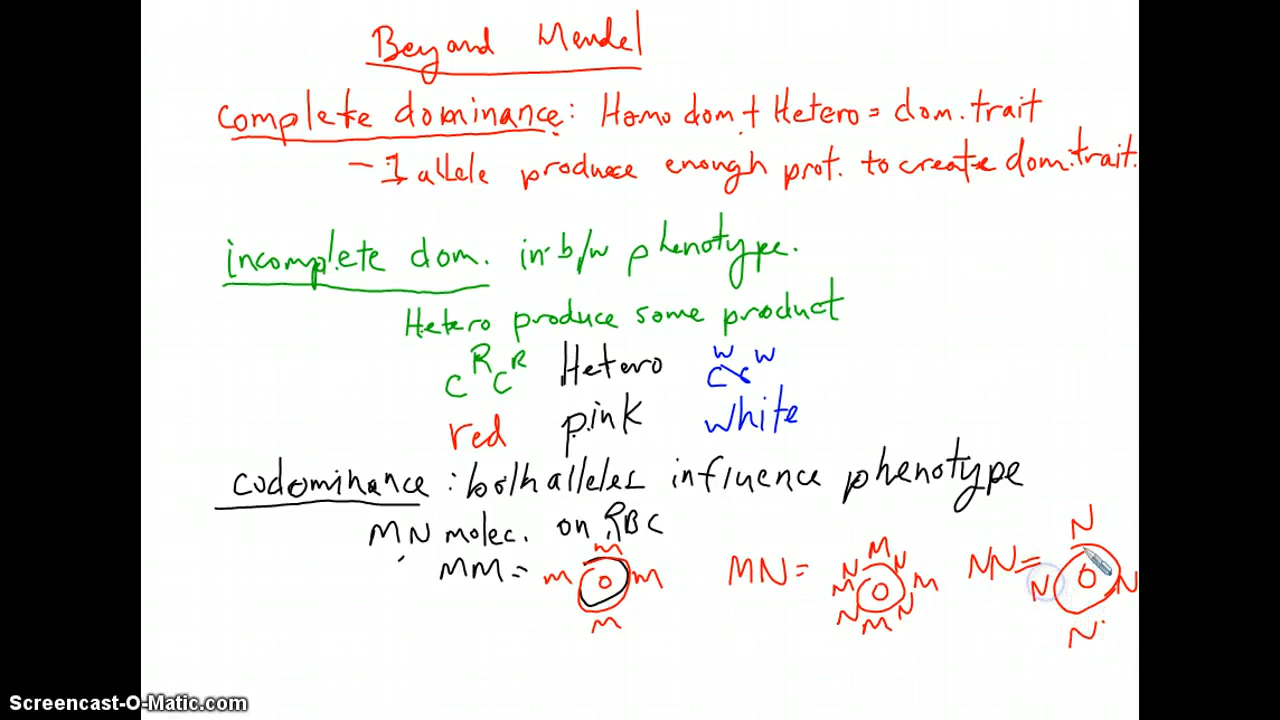 Beyond Mendel
complete dominance: Homo dom + Hetero = dom. trait
- 1 allele produce enough prot. to create dom. trait.
incomplete dom. in b/w phenotype.
Hetero produce some product
C^R C^R Hetero C^W C^W
red pink white
codominance: both alleles influence phenotype
MN molec. on RBC
MM = M M M M O MN = M N M N M N M N O NN = N N N N O
Screencast-O-Matic.com